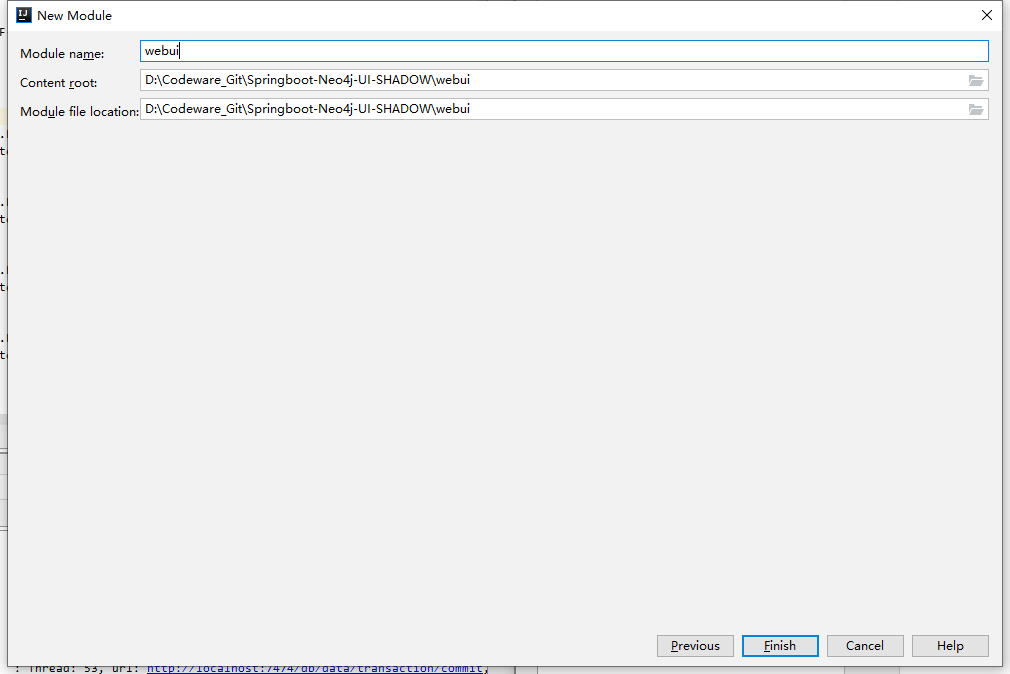 New Module
Module name: webui
Content root: D:\Codeware_Git\Springboot-Neo4j-UI-SHADOW\webui
Module file location: D:\Codeware_Git\Springboot-Neo4j-UI-SHADOW\webui
Previous Finish Cancel Help
: Thread: 53, url: http://localhost:7474/db/data/transaction/commit,